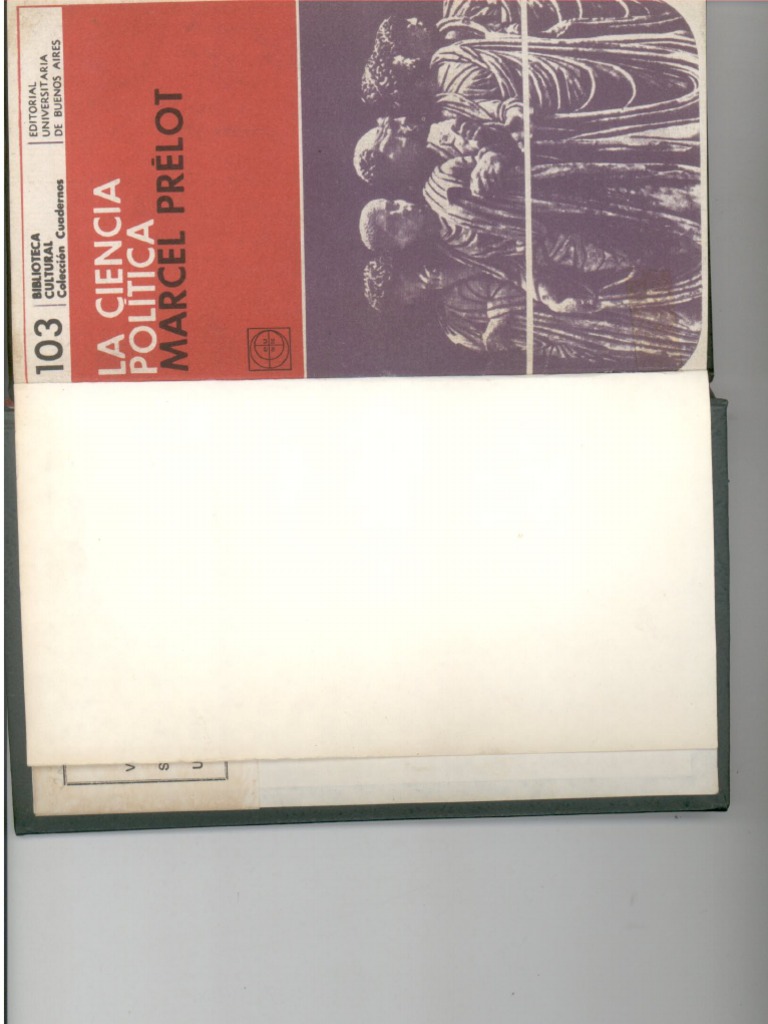 103
BIBLIOTECA
CULTURAL
Colección Cuadernos
EDITORIAL
UNIVERSITARIA
DE BUENOS AIRES
LA CIENCIA
POLÍTICA
MARCEL PRÉLOT
V
S
U